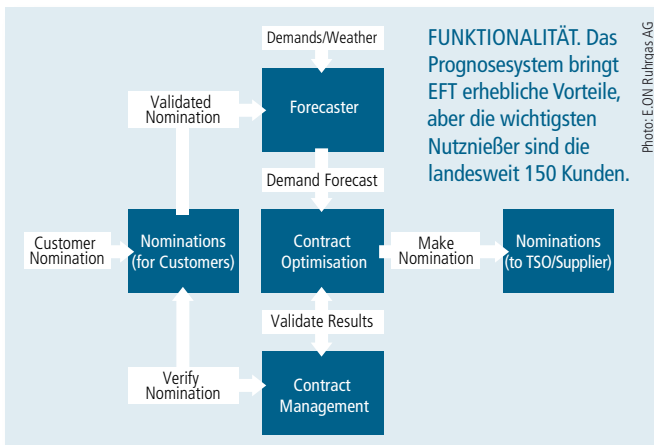 Demands/Weather
FUNKTIONALITÄT. Das
Prognosesystem bringt
EFT erhebliche Vorteile,
aber die wichtigsten
Nutznießer sind die
landesweit 150 Kunden.
Photo: E.ON Ruhrgas AG
Validated
Nomination
Forecaster
Demand Forecast
Customer
Nomination
Nominations
(for Customers)
Contract
Optimisation
Make
Nomination
Nominations
(to TSO/Supplier)
Validate Results
Verify
Nomination
Contract
Management